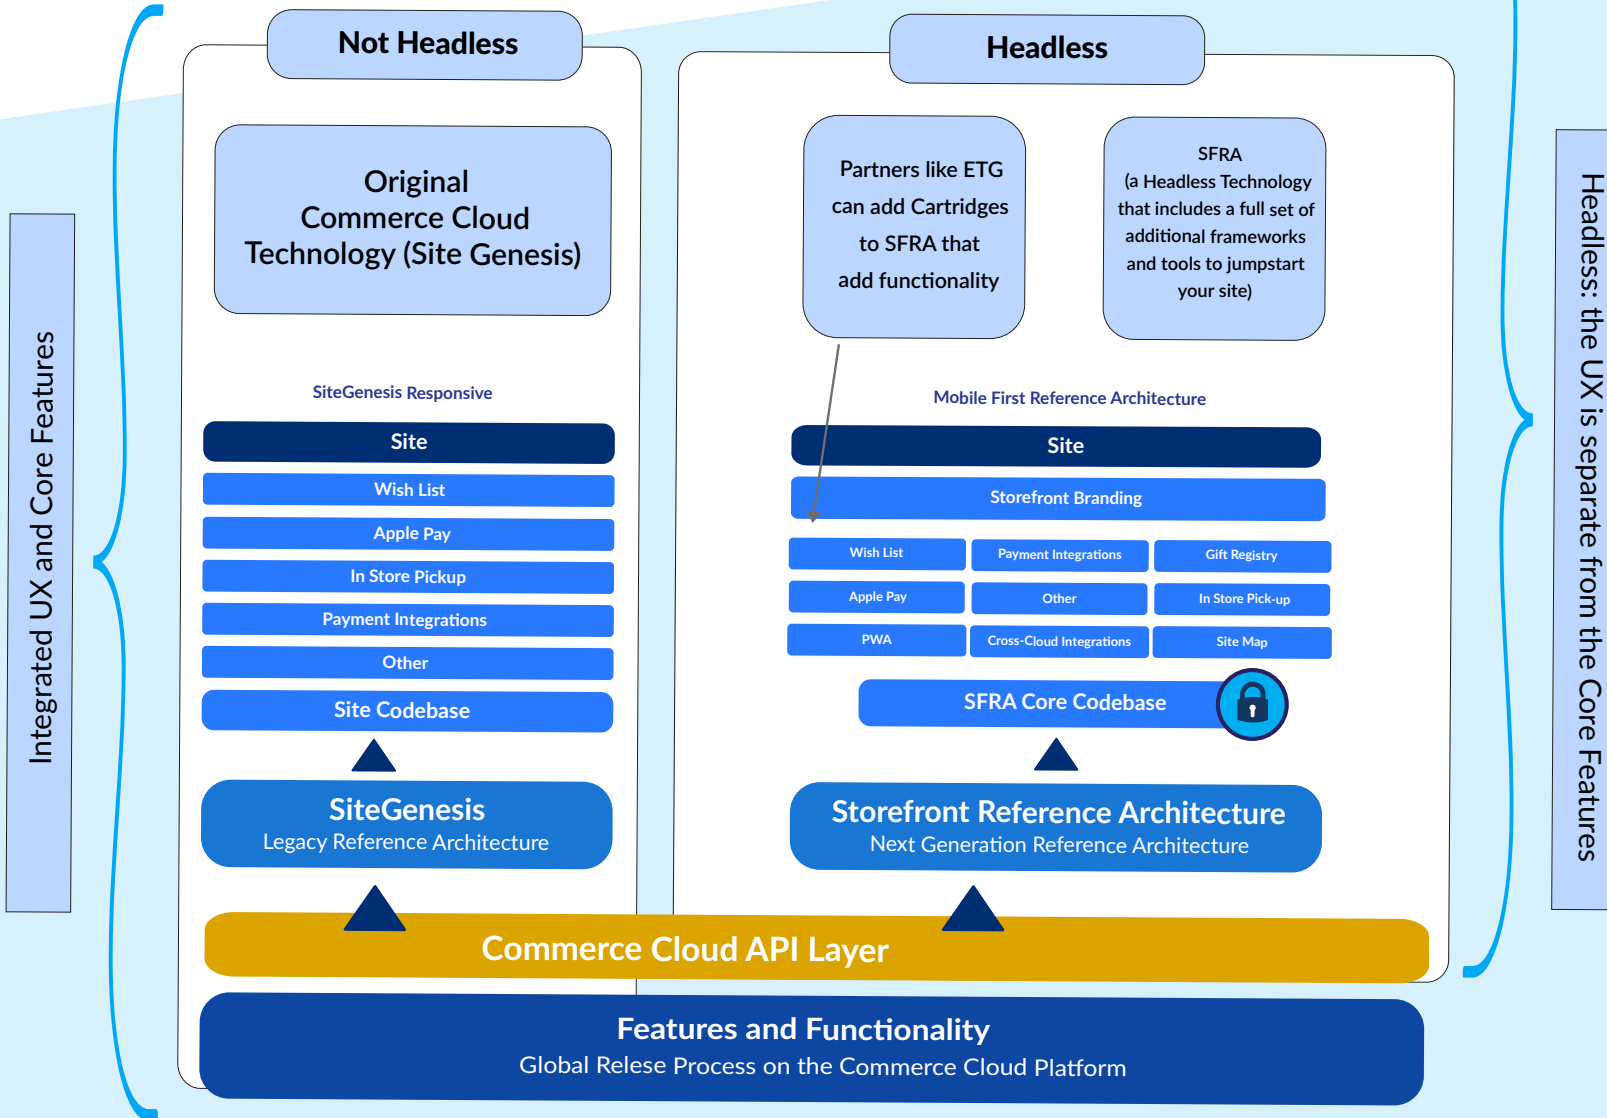 Not Headless
Original
Commerce Cloud
Technology (Site Genesis)
SiteGenesis Responsive
Site
Wish List
Apple Pay
In Store Pickup
Payment Integrations
Other
Site Codebase
SiteGenesis
Legacy Reference Architecture
Integrated UX and Core Features
Headless
Partners like ETG
can add Cartridges
to SFRA that
add functionality
SFRA
(a Headless Technology
that includes a full set of
additional frameworks
and tools to jumpstart
your site)
Mobile First Reference Architecture
Site
Storefront Branding
Wish List
Payment Integrations
Gift Registry
Apple Pay
Other
In Store Pick-up
PWA
Cross-Cloud Integrations
Site Map
SFRA Core Codebase
Storefront Reference Architecture
Next Generation Reference Architecture
Headless: the UX is separate from the Core Features
Commerce Cloud API Layer
Features and Functionality
Global Relese Process on the Commerce Cloud Platform